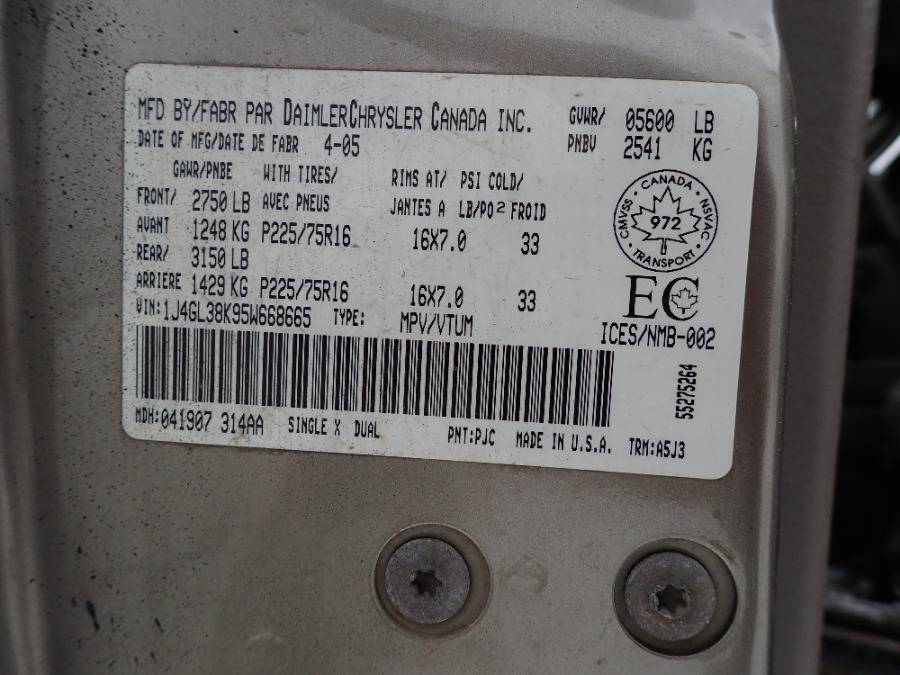 MFD BY/FABR PAR DAIMLERCHRYSLER CANADA INC. GVWR/ 05600 LB
DATE OF MFG/DATE DE FABR 4-05 PNBV 2541 KG
GAWR/PNBE WITH TIRES/ RIMS AT/ PSI COLD/
FRONT/ 2750 LB AVEC PNEUS JANTES A LB/PO2 FROID
AVANT 1248 KG P225/75R16 16X7.0 33
REAR/ 3150 LB
ARRIERE 1429 KG P225/75R16 16X7.0 33
VIN:1J4GL38K95W668665 TYPE: MPV/VTUM
CANADA
CMVSS 972 NSVAC
TRANSPORT
EC
ICES/NMB-002
55275264
MDH:041907 314AA SINGLE X DUAL PNT:PJC MADE IN U.S.A. TRM:A5J3